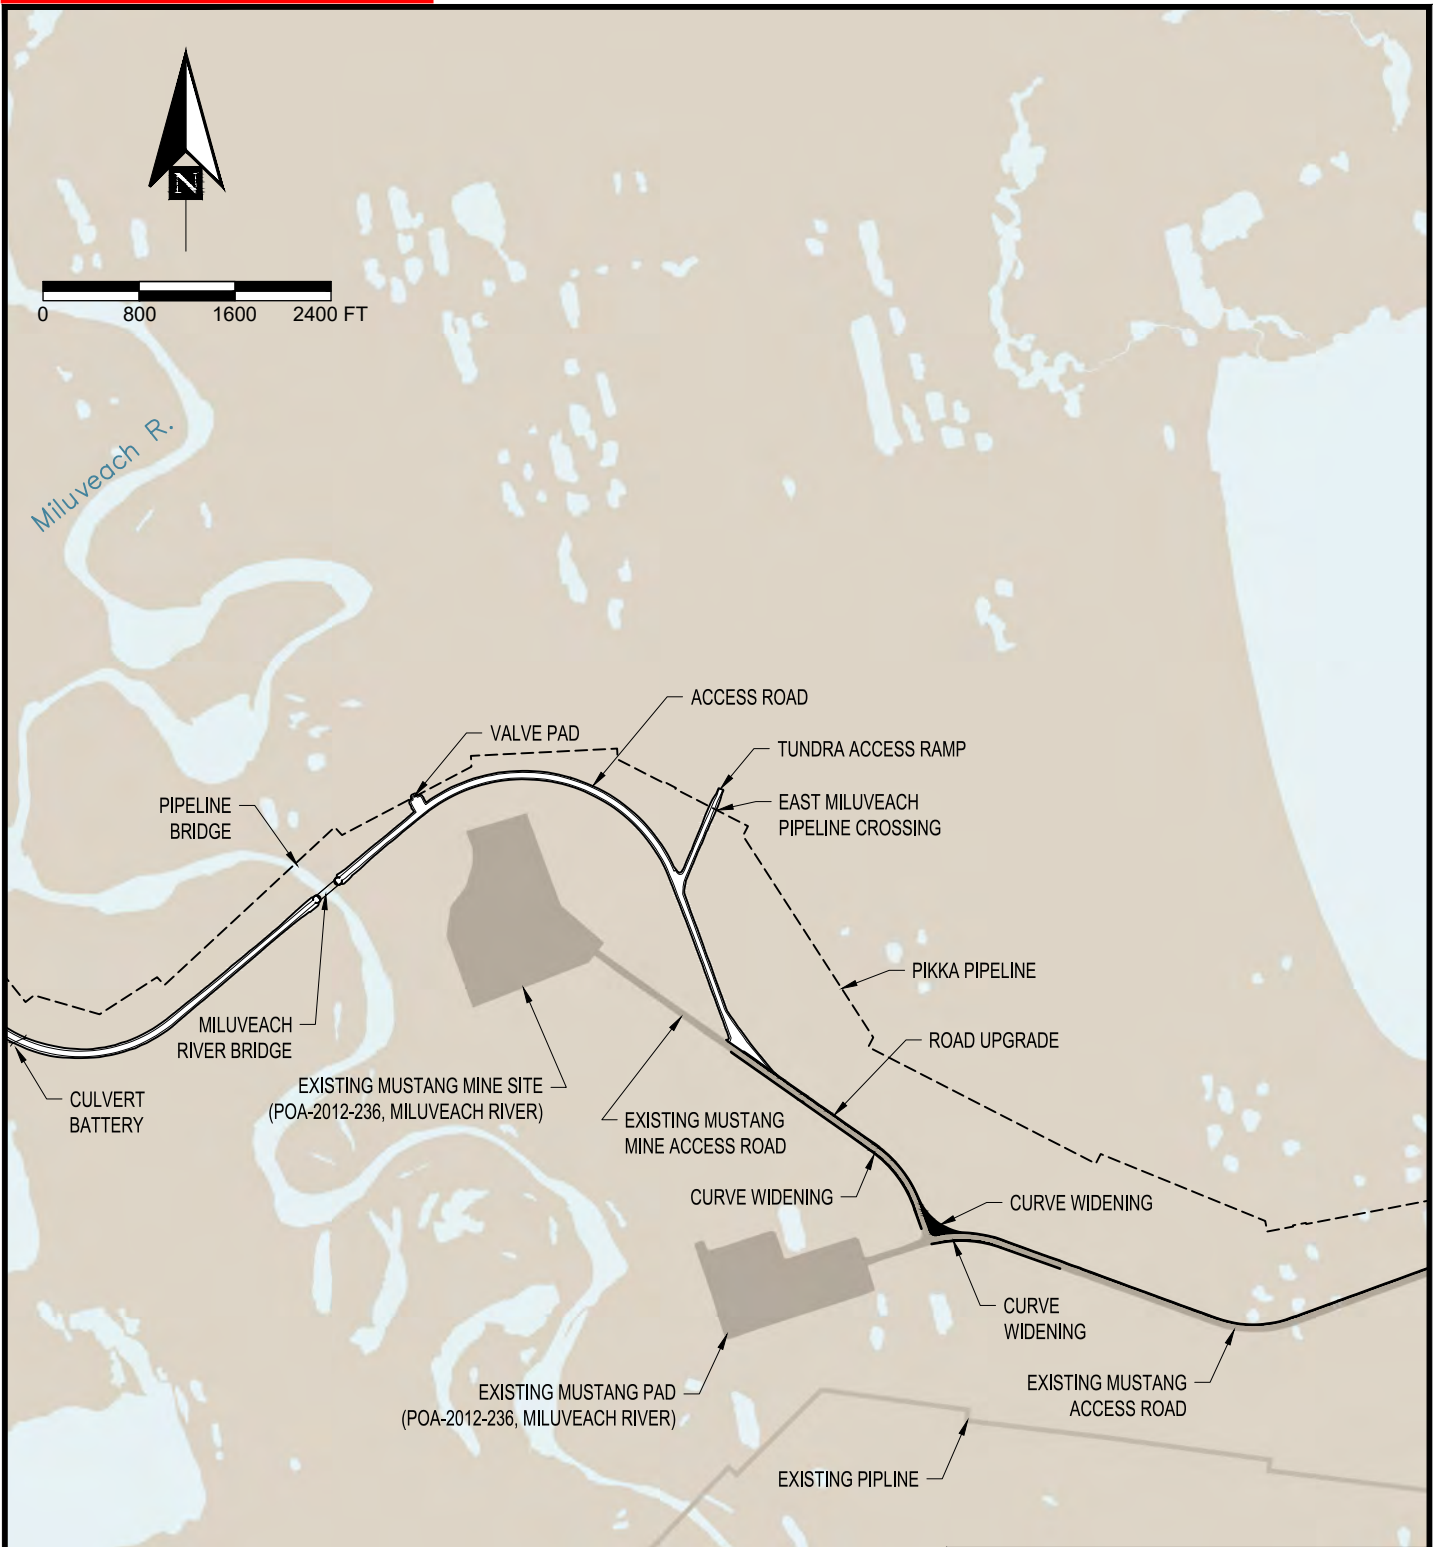 N
0 800 1600 2400 FT
Miluveach R.
ACCESS ROAD
VALVE PAD
TUNDRA ACCESS RAMP
PIPELINE
BRIDGE
EAST MILUVEACH
PIPELINE CROSSING
PIKKA PIPELINE
MILUVEACH
RIVER BRIDGE
ROAD UPGRADE
CULVERT
BATTERY
EXISTING MUSTANG MINE SITE
(POA-2012-236, MILUVEACH RIVER)
EXISTING MUSTANG
MINE ACCESS ROAD
CURVE WIDENING
CURVE WIDENING
CURVE
WIDENING
EXISTING MUSTANG PAD
(POA-2012-236, MILUVEACH RIVER)
EXISTING MUSTANG
ACCESS ROAD
EXISTING PIPLINE